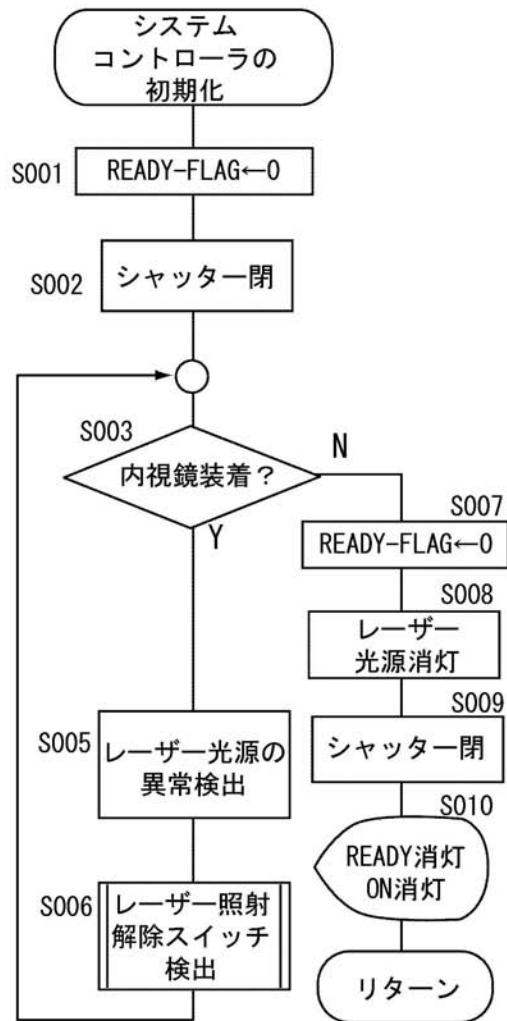 システム
コントローラの
初期化
S001
READY-FLAG←0
S002
シャッター閉
S003
内視鏡装着？
N
Y
S007
READY-FLAG←0
S008
レーザー
光源消灯
S009
シャッター閉
S005
レーザー光源の
異常検出
S010
READY消灯
ON消灯
S006
レーザー照射
解除スイッチ
検出
リターン